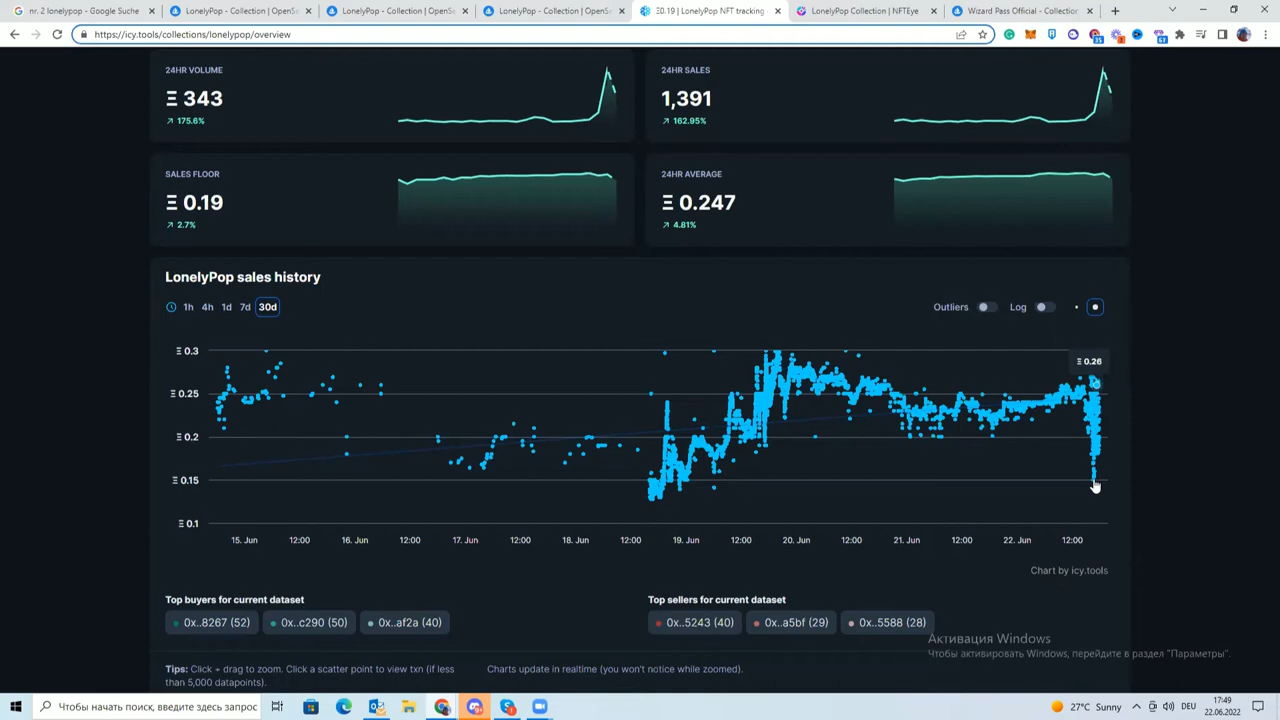 nr. 2 lonelypop - Google Suche
LonelyPop - Collection | OpenSe
LonelyPop - Collection | OpenSe
LonelyPop - Collection | OpenSe
Ξ0.19 | LonelyPop NFT tracking
LonelyPop Collection | NFTEye
Wizard Pass Official - Collection
https://icy.tools/collections/lonelypop/overview
24HR VOLUME
Ξ 343
↗ 175.6%
24HR SALES
1,391
↗ 162.95%
SALES FLOOR
Ξ 0.19
↗ 2.7%
24HR AVERAGE
Ξ 0.247
↗ 4.81%
LonelyPop sales history
1h 4h 1d 7d 30d
Outliers Log
Ξ 0.3
Ξ 0.26
Ξ 0.25
Ξ 0.2
Ξ 0.15
Ξ 0.1
15. Jun 12:00 16. Jun 12:00 17. Jun 12:00 18. Jun 12:00 19. Jun 12:00 20. Jun 12:00 21. Jun 12:00 22. Jun 12:00
Chart by icy.tools
Top buyers for current dataset
0x..8267 (52) 0x..c290 (50) 0x..af2a (40)
Top sellers for current dataset
0x..5243 (40) 0x..a5bf (29) 0x..5588 (28)
Активация Windows
Чтобы активировать Windows, перейдите в раздел "Параметры".
Tips: Click + drag to zoom. Click a scatter point to view txn (if less
than 5,000 datapoints).
Charts update in realtime (you won't notice while zoomed).
Чтобы начать поиск, введите здесь запрос
27°C Sunny
DEU
17:49
22.06.2022